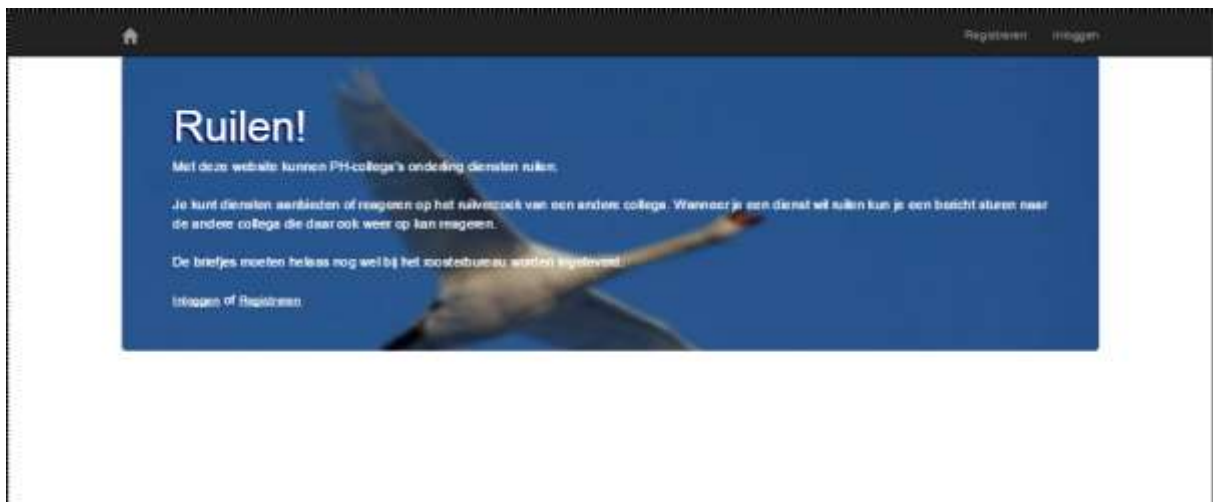 Registreren Inloggen
Ruilen!
Met deze website kunnen PH-collega's onderling diensten ruilen.
Je kunt diensten aanbieden of reageren op het ruilverzoek van een andere collega. Wanneer je een dienst wil ruilen kun je een bericht sturen naar
de andere collega die daar ook weer op kan reageren.
De briefjes moeten helaas nog wel bij het roosterbureau worden ingeleverd.
Inloggen of Registreren